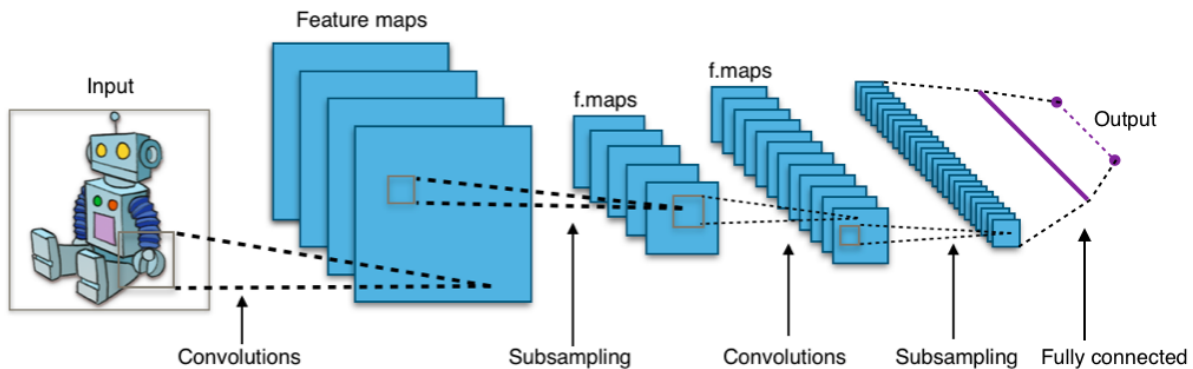 Feature maps
Input
f.maps
f.maps
Output
Convolutions
Subsampling
Convolutions
Subsampling
Fully connected